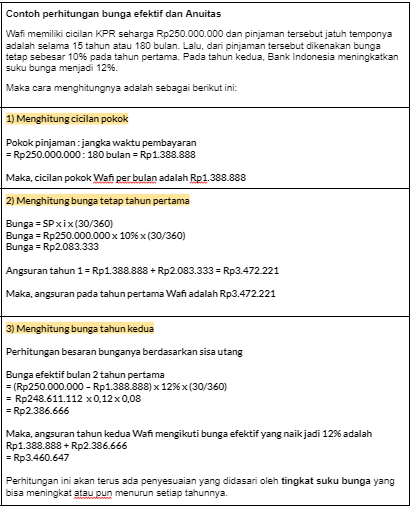 Contoh perhitungan bunga efektif dan Anuitas
Wafi memiliki cicilan KPR seharga Rp250.000.000 dan pinjaman tersebut jatuh temponya
adalah selama 15 tahun atau 180 bulan. Lalu, dari pinjaman tersebut dikenakan bunga
tetap sebesar 10% pada tahun pertama. Pada tahun kedua, Bank Indonesia meningkatkan
suku bunga menjadi 12%.
Maka cara menghitungnya adalah sebagai berikut ini:
1) Menghitung cicilan pokok
Pokok pinjaman : jangka waktu pembayaran
= Rp250.000.000 : 180 bulan = Rp1.388.888
Maka, cicilan pokok Wafi per bulan adalah Rp1.388.888
2) Menghitung bunga tetap tahun pertama
Bunga = SP x i x (30/360)
Bunga = Rp250.000.000 x 10% x (30/360)
Bunga = Rp2.083.333
Angsuran tahun 1 = Rp1.388.888 + Rp2.083.333 = Rp3.472.221
Maka, angsuran pada tahun pertama Wafi adalah Rp3.472.221
3) Menghitung bunga tahun kedua
Perhitungan besaran bunganya berdasarkan sisa utang
Bunga efektif bulan 2 tahun pertama
= (Rp250.000.000 – Rp1.388.888) x 12% x (30/360)
= Rp248.611.112 x 0,12 x 0,08
= Rp2.386.666
Maka, angsuran tahun kedua Wafi mengikuti bunga efektif yang naik jadi 12% adalah
Rp1.388.888 + Rp2.386.666
= Rp3.460.647
Perhitungan ini akan terus ada penyesuaian yang didasari oleh tingkat suku bunga yang
bisa meningkat atau pun menurun setiap tahunnya.